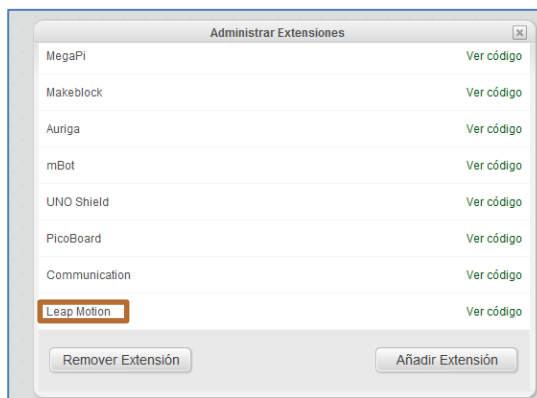 Administrar Extensiones
MegaPi Ver código
Makeblock Ver código
Auriga Ver código
mBot Ver código
UNO Shield Ver código
PicoBoard Ver código
Communication Ver código
Leap Motion Ver código
Remover Extensión Añadir Extensión